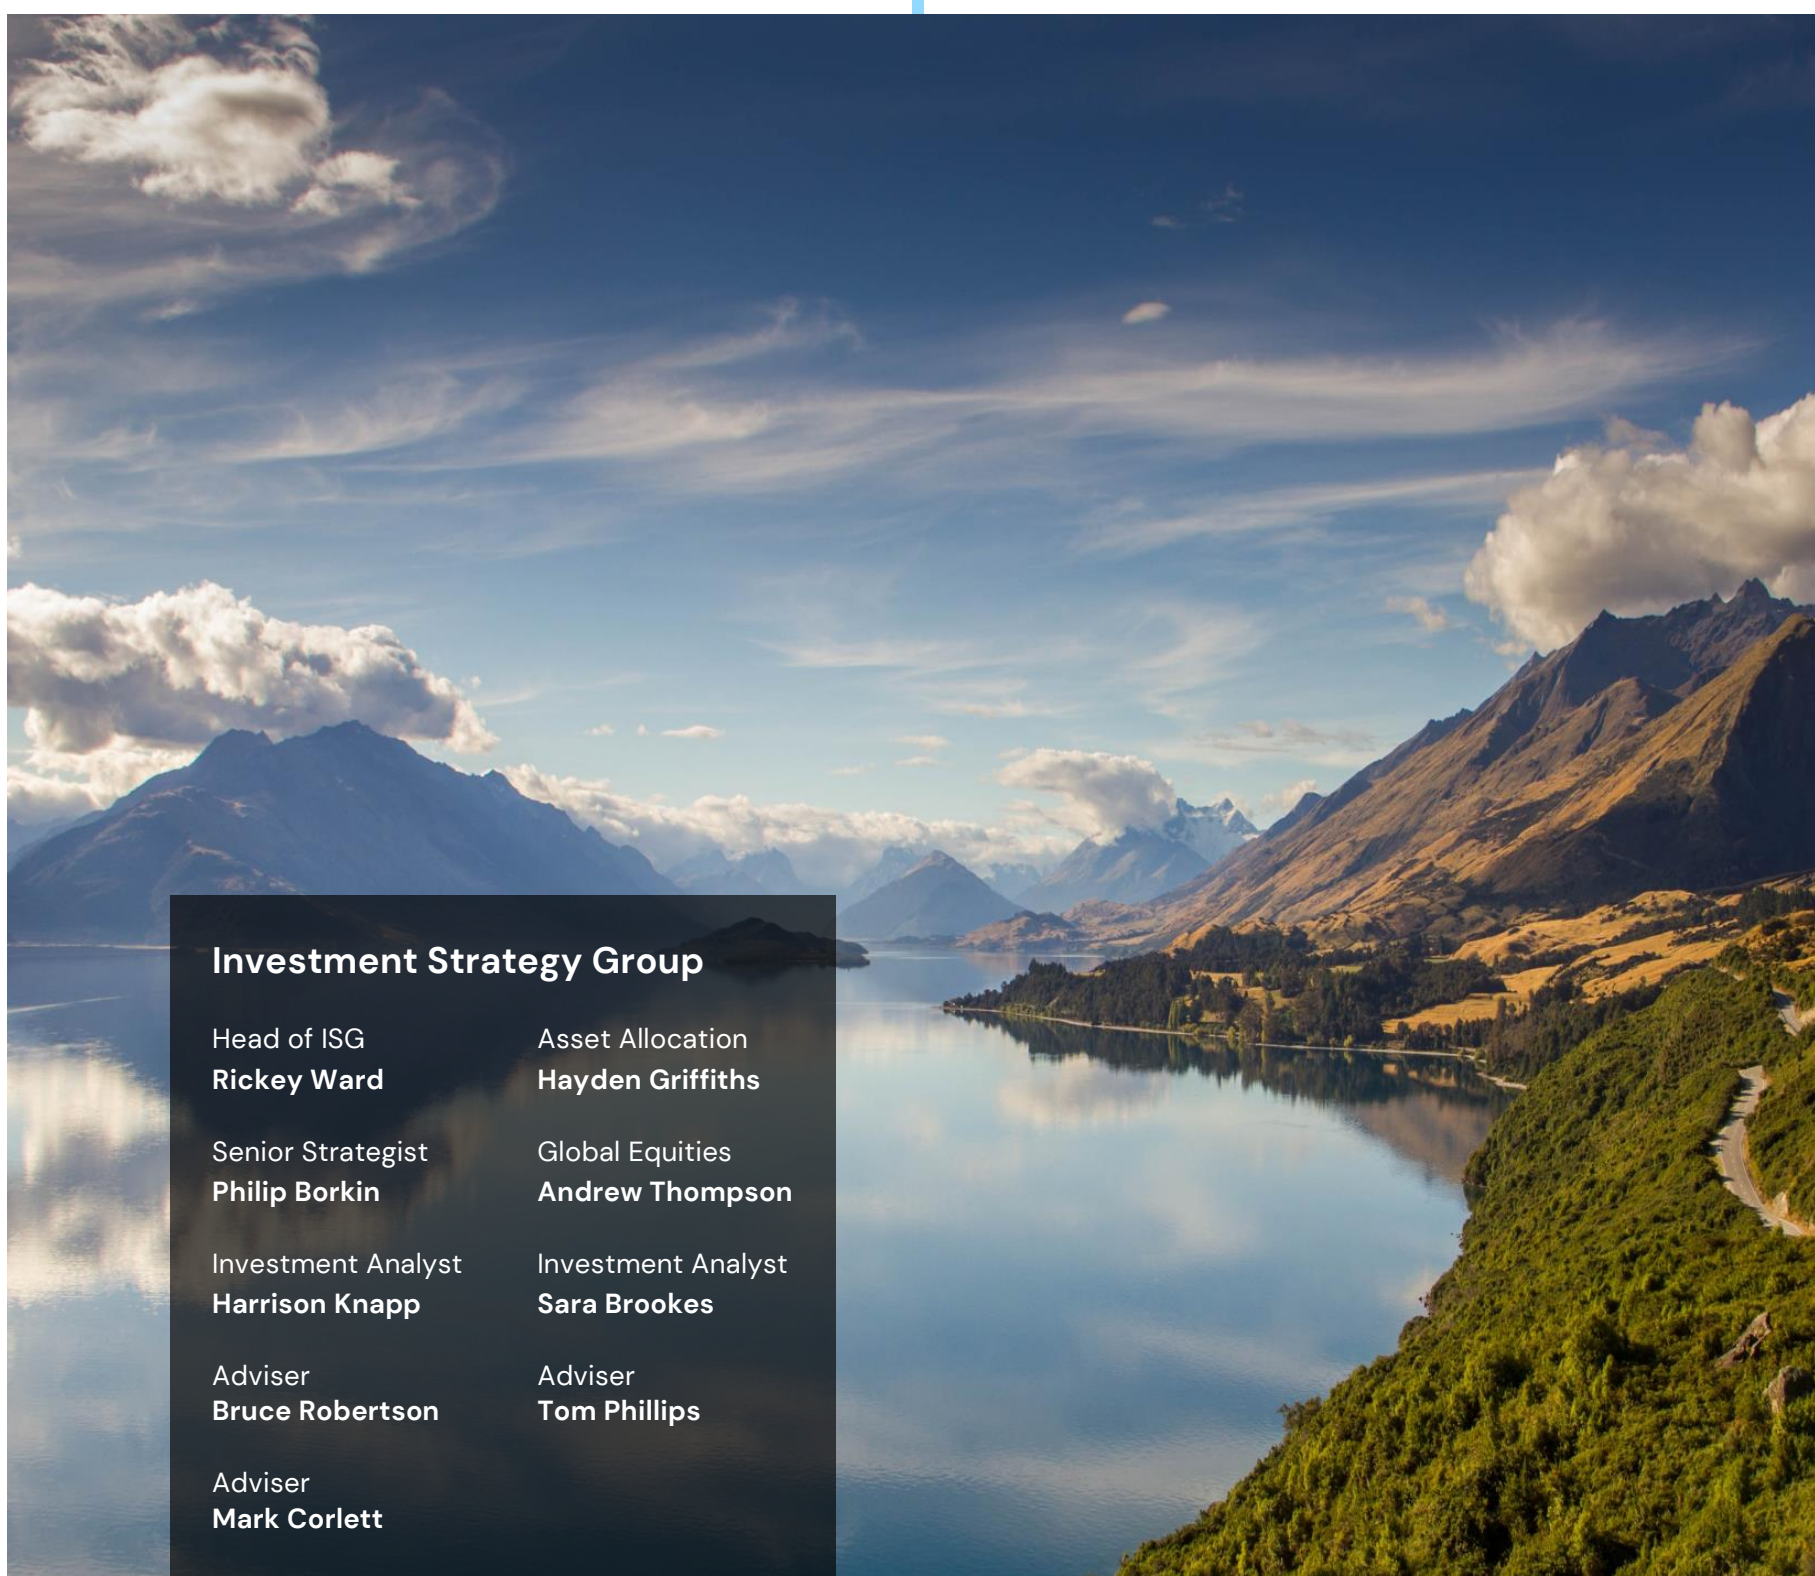 Investment Strategy Group
Head of ISG
Rickey Ward
Asset Allocation
Hayden Griffiths
Senior Strategist
Philip Borkin
Global Equities
Andrew Thompson
Investment Analyst
Harrison Knapp
Investment Analyst
Sara Brookes
Adviser
Bruce Robertson
Adviser
Tom Phillips
Adviser
Mark Corlett